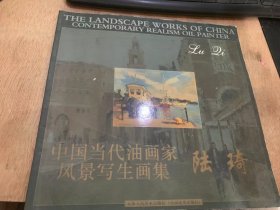 THE LANDSCAPE WORKS OF CHINA
CONTEMPORARY REALISM OIL PAINTER
Lu Qi
中国当代油画家
风景写生画集
陆琦